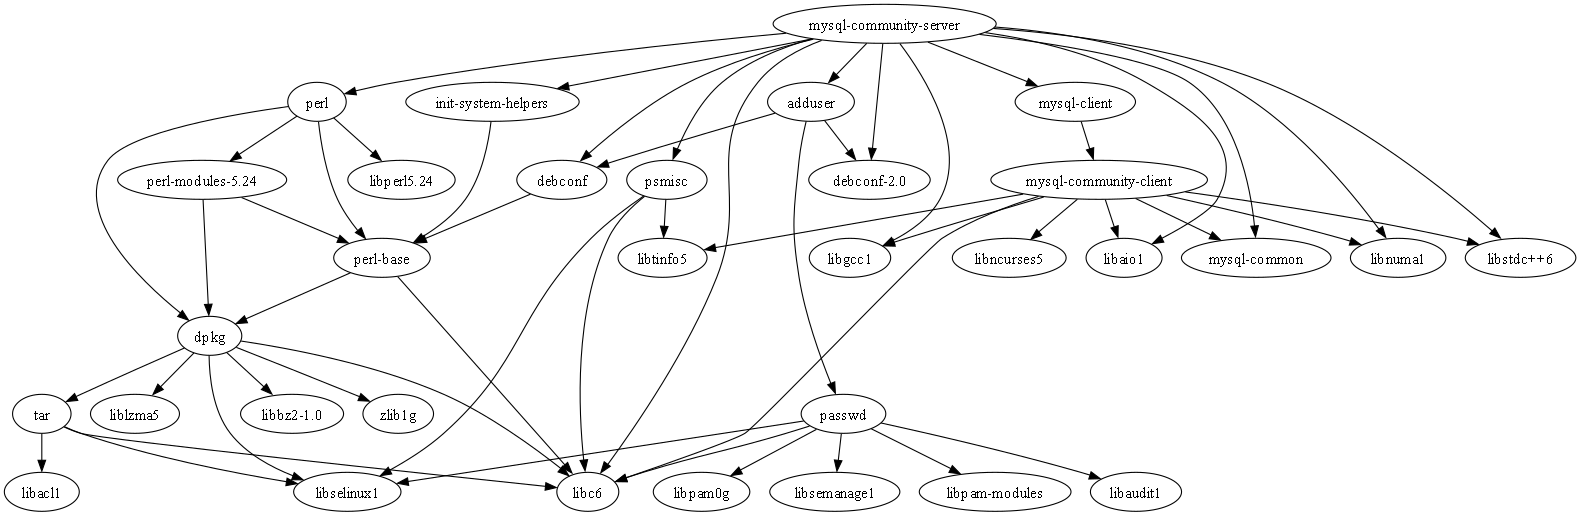 mysql-community-server
perl
init-system-helpers
adduser
mysql-client
perl-modules-5.24
libperl5.24
debconf
psmisc
debconf-2.0
mysql-community-client
perl-base
libtinfo5
libgcc1
libncurses5
libaio1
mysql-common
libnuma1
libstdc++6
dpkg
tar
liblzma5
libbz2-1.0
zlib1g
passwd
libacl1
libselinux1
libc6
libpam0g
libsemanage1
libpam-modules
libaudit1